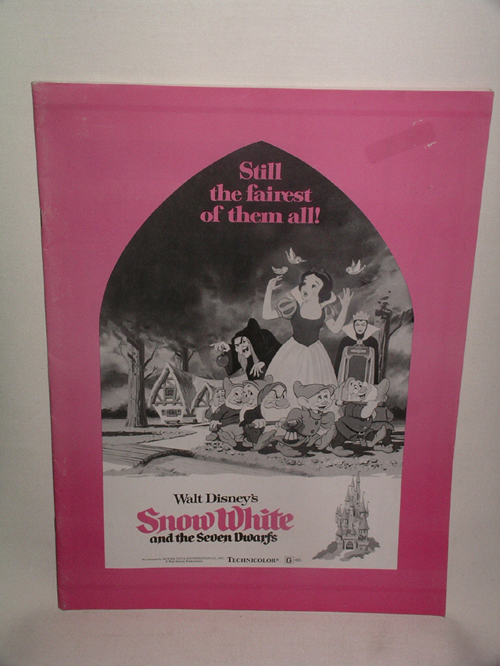 Still
the fairest
of them all!
Walt Disney's
Snow White
and the Seven Dwarfs
TECHNICOLOR®
G